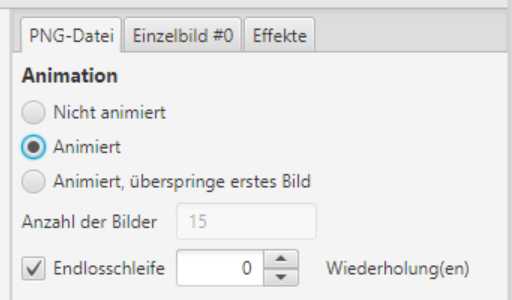 PNG-Datei Einzelbild #0 Effekte
Animation
Nicht animiert
Animiert
Animiert, überspringe erstes Bild
Anzahl der Bilder 15
Endlosschleife 0 Wiederholung(en)